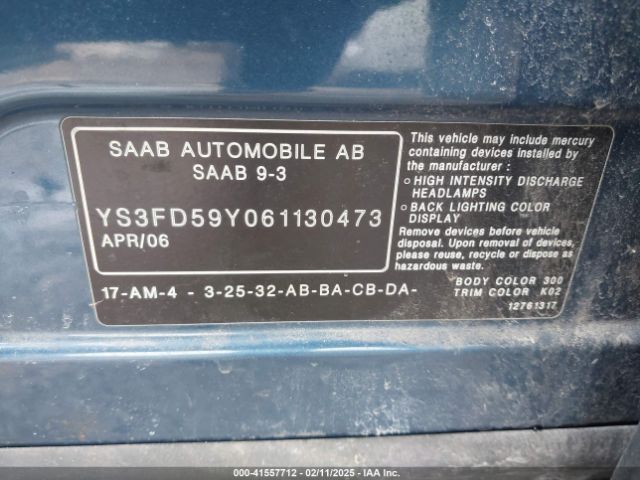 SAAB AUTOMOBILE AB
SAAB 9-3
YS3FD59Y061130473
APR/06
17-AM-4 - 3-25-32-AB-BA-CB-DA-
This vehicle may include mercury
containing devices installed by
the manufacturer :
o HIGH INTENSITY DISCHARGE
HEADLAMPS
o BACK LIGHTING COLOR
DISPLAY
Remove devices before vehicle
disposal. Upon removal of devices,
please reuse, recycle or dispose as
hazardous waste.
BODY COLOR 300
TRIM COLOR K02
12761317
000-41557712 - 02/11/2025 - IAA Inc.